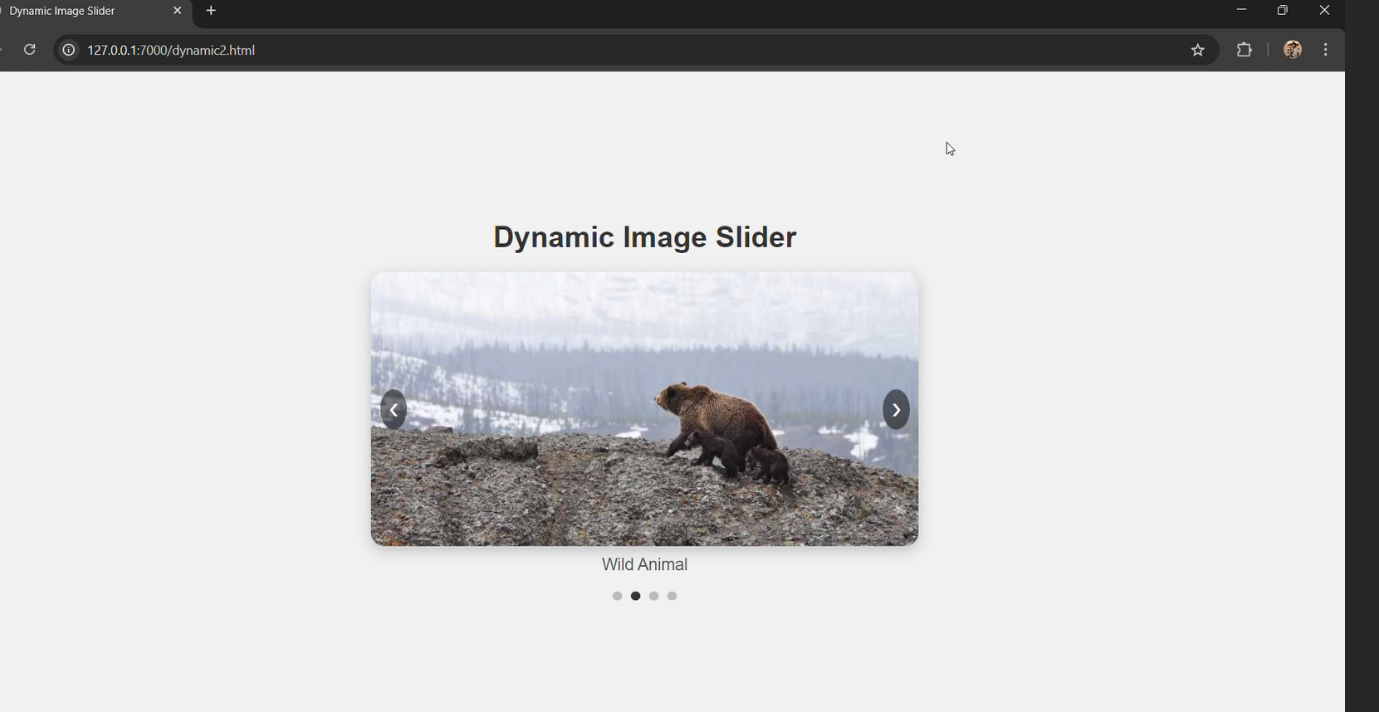 Dynamic Image Slider
127.0.0.1:7000/dynamic2.html
Dynamic Image Slider
Wild Animal